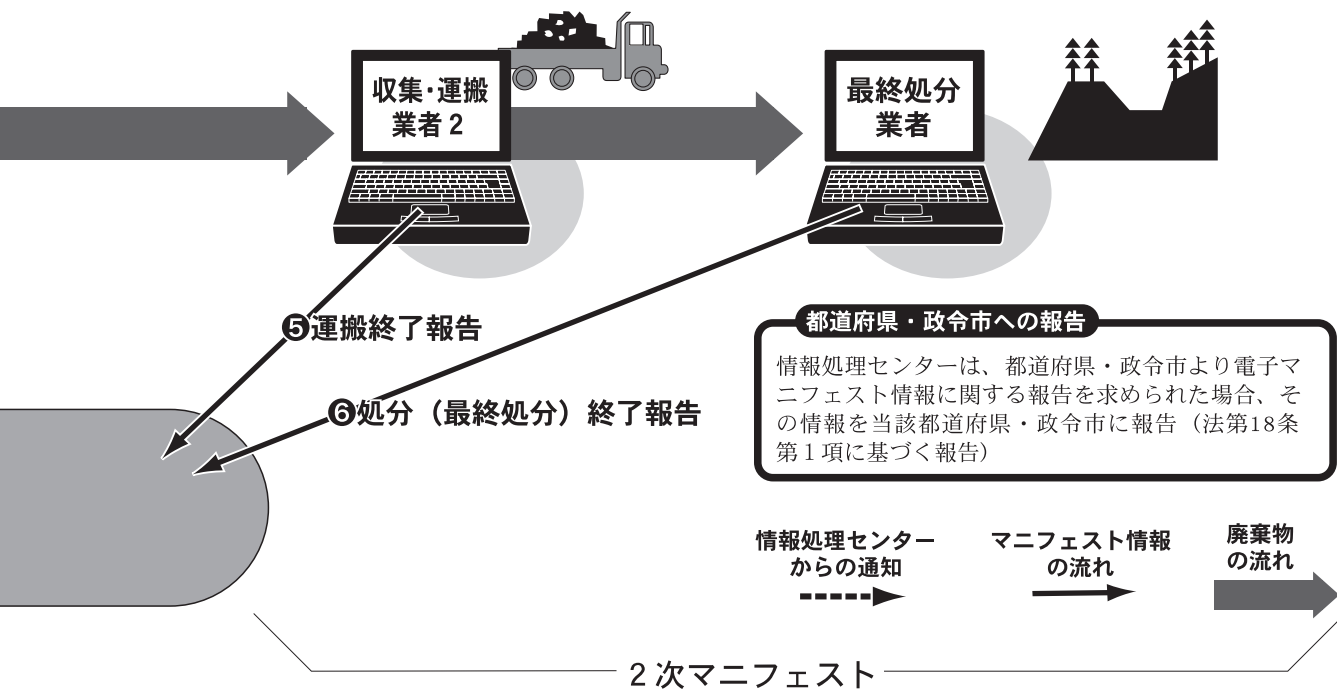 収集・運搬
業者2
最終処分
業者
❺運搬終了報告
❻処分（最終処分）終了報告
都道府県・政令市への報告
情報処理センターは、都道府県・政令市より電子マ
ニフェスト情報に関する報告を求められた場合、そ
の情報を当該都道府県・政令市に報告（法第18条
第1項に基づく報告）
情報処理センター
からの通知
マニフェスト情報
の流れ
廃棄物
の流れ
2次マニフェスト